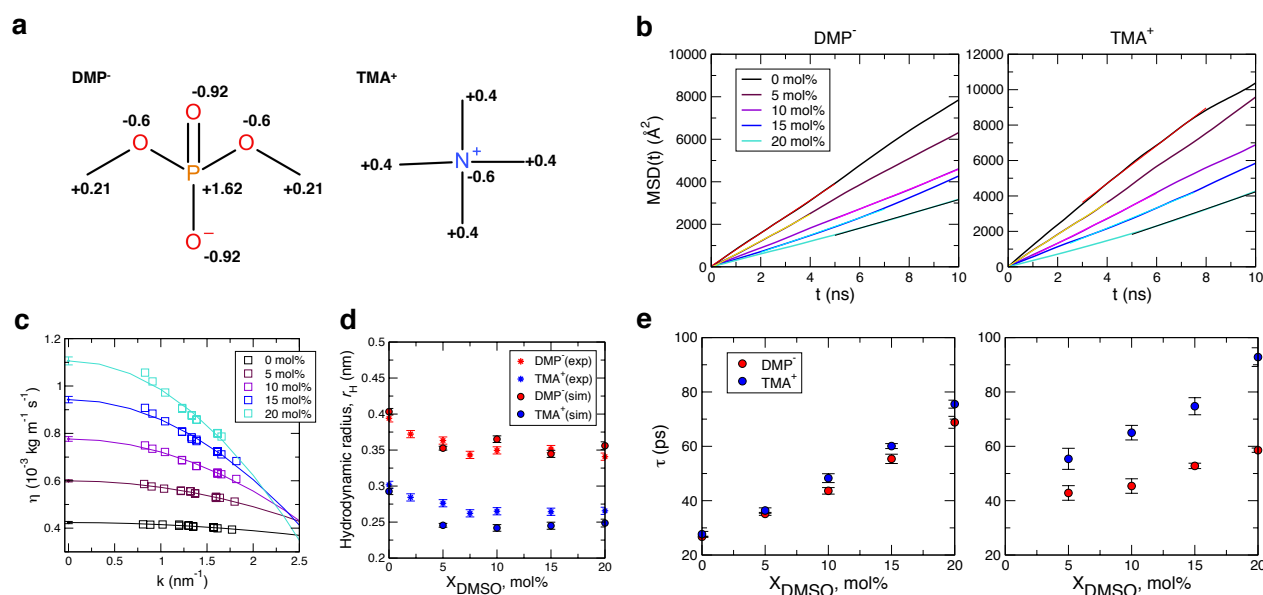 a
DMP-
-0.92
O
-0.6
-0.6
O
O
P
+0.21
+1.62
+0.21
O-
-0.92
TMA+
+0.4
+0.4
N+
+0.4
-0.6
+0.4
b
DMP-
TMA+
MSD(t) (Å2)
10000
8000
6000
4000
2000
0
0 mol%
5 mol%
10 mol%
15 mol%
20 mol%
0 2 4 6 8 10
t (ns)
12000
10000
8000
6000
4000
2000
0
0 2 4 6 8 10
t (ns)
c
η (10-3 kg m-1 s-1)
1.2
1
0.8
0.6
0.4
0 mol%
5 mol%
10 mol%
15 mol%
20 mol%
0 0.5 1 1.5 2 2.5
k (nm-1)
d
Hydrodynamic radius, rH (nm)
0.5
0.45
0.4
0.35
0.3
0.25
0.2
DMP-(exp)
TMA+(exp)
DMP-(sim)
TMA+(sim)
0 5 10 15 20
XDMSO, mol%
e
τ (ps)
100
80
60
40
20
DMP-
TMA+
0 5 10 15 20
XDMSO, mol%
100
80
60
40
20
0 5 10 15 20
XDMSO, mol%